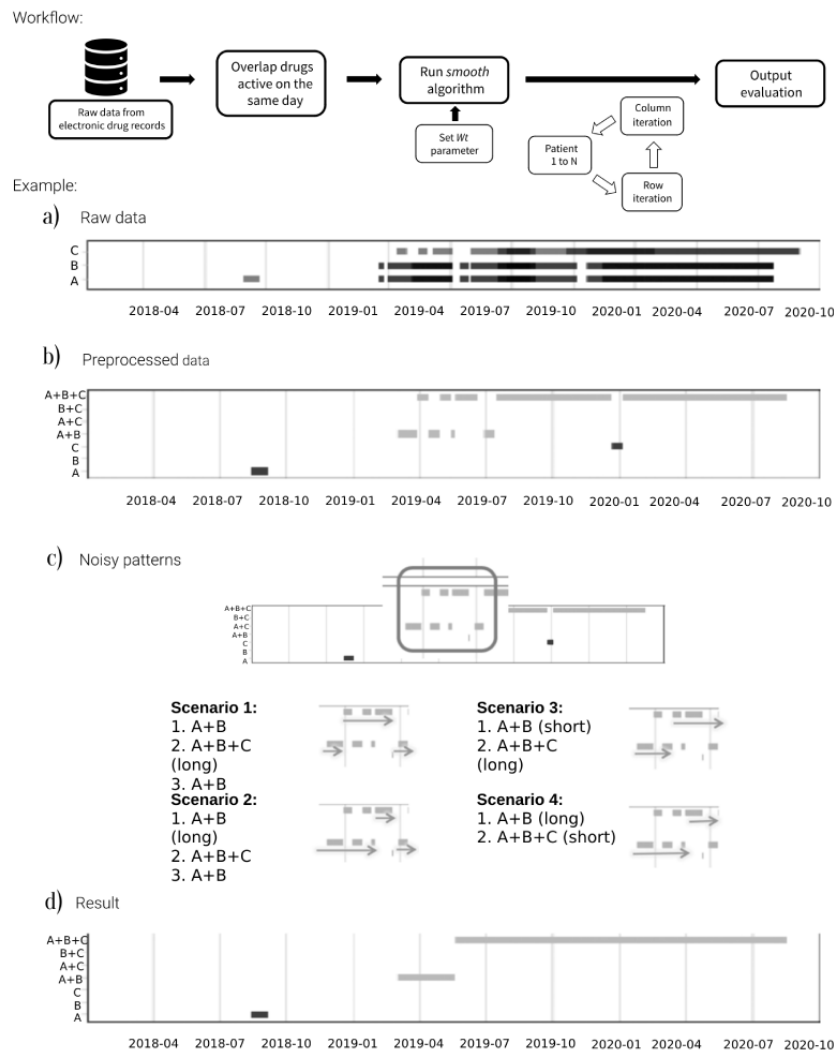 Workflow:
Raw data from
electronic drug records
Overlap drugs
active on the
same day
Run smooth
algorithm
Set Wt
parameter
Output
evaluation
Column
iteration
Patient
1 to N
Row
iteration
Example:
a) Raw data
C
B
A
2018-04 2018-07 2018-10 2019-01 2019-04 2019-07 2019-10 2020-01 2020-04 2020-07 2020-10
b) Preprocessed data
A+B+C
B+C
A+C
A+B
C
B
A
2018-04 2018-07 2018-10 2019-01 2019-04 2019-07 2019-10 2020-01 2020-04 2020-07 2020-10
c) Noisy patterns
A+B+C
B+C
A+C
A+B
C
B
A
Scenario 1:
1. A+B
2. A+B+C
(long)
3. A+B
Scenario 2:
1. A+B
(long)
2. A+B+C
3. A+B
Scenario 3:
1. A+B (short)
2. A+B+C
(long)
Scenario 4:
1. A+B (long)
2. A+B+C (short)
d) Result
A+B+C
B+C
A+C
A+B
C
B
A
2018-04 2018-07 2018-10 2019-01 2019-04 2019-07 2019-10 2020-01 2020-04 2020-07 2020-10